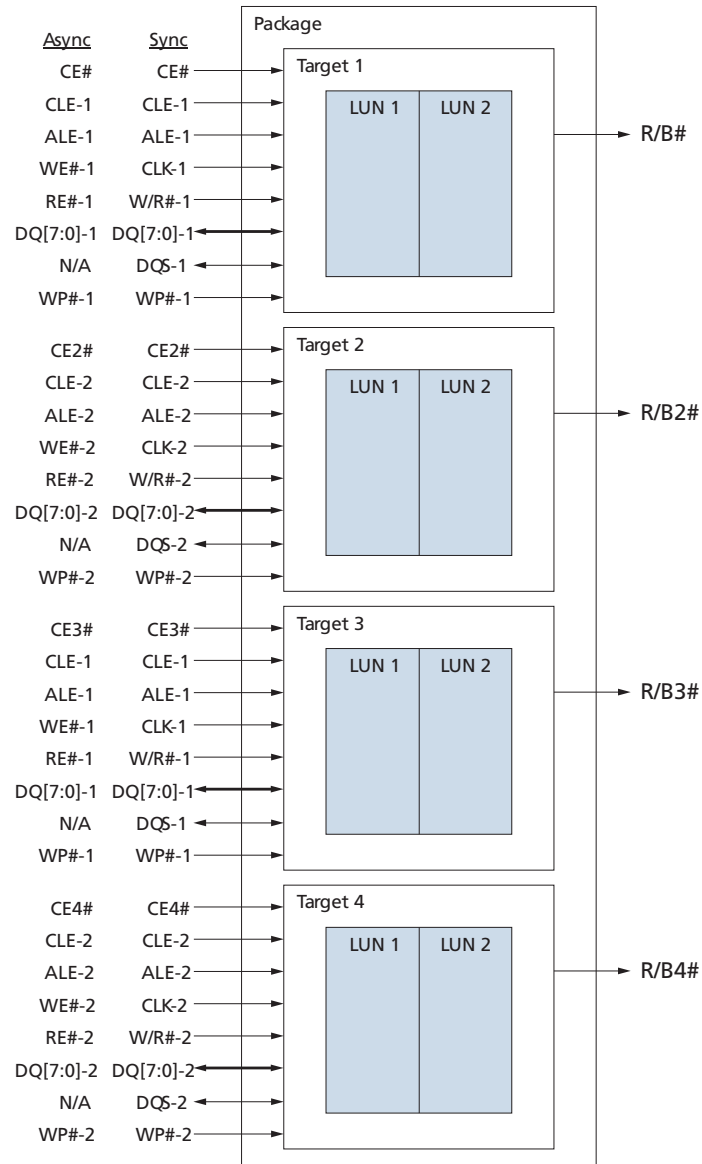 Package
Async Sync
CE# CE# Target 1
CLE-1 CLE-1 LUN 1 LUN 2
ALE-1 ALE-1 R/B#
WE#-1 CLK-1
RE#-1 W/R#-1
DQ[7:0]-1 DQ[7:0]-1
N/A DQS-1
WP#-1 WP#-1
CE2# CE2# Target 2
CLE-2 CLE-2 LUN 1 LUN 2
ALE-2 ALE-2 R/B2#
WE#-2 CLK-2
RE#-2 W/R#-2
DQ[7:0]-2 DQ[7:0]-2
N/A DQS-2
WP#-2 WP#-2
CE3# CE3# Target 3
CLE-1 CLE-1 LUN 1 LUN 2
ALE-1 ALE-1 R/B3#
WE#-1 CLK-1
RE#-1 W/R#-1
DQ[7:0]-1 DQ[7:0]-1
N/A DQS-1
WP#-1 WP#-1
CE4# CE4# Target 4
CLE-2 CLE-2 LUN 1 LUN 2
ALE-2 ALE-2 R/B4#
WE#-2 CLK-2
RE#-2 W/R#-2
DQ[7:0]-2 DQ[7:0]-2
N/A DQS-2
WP#-2 WP#-2